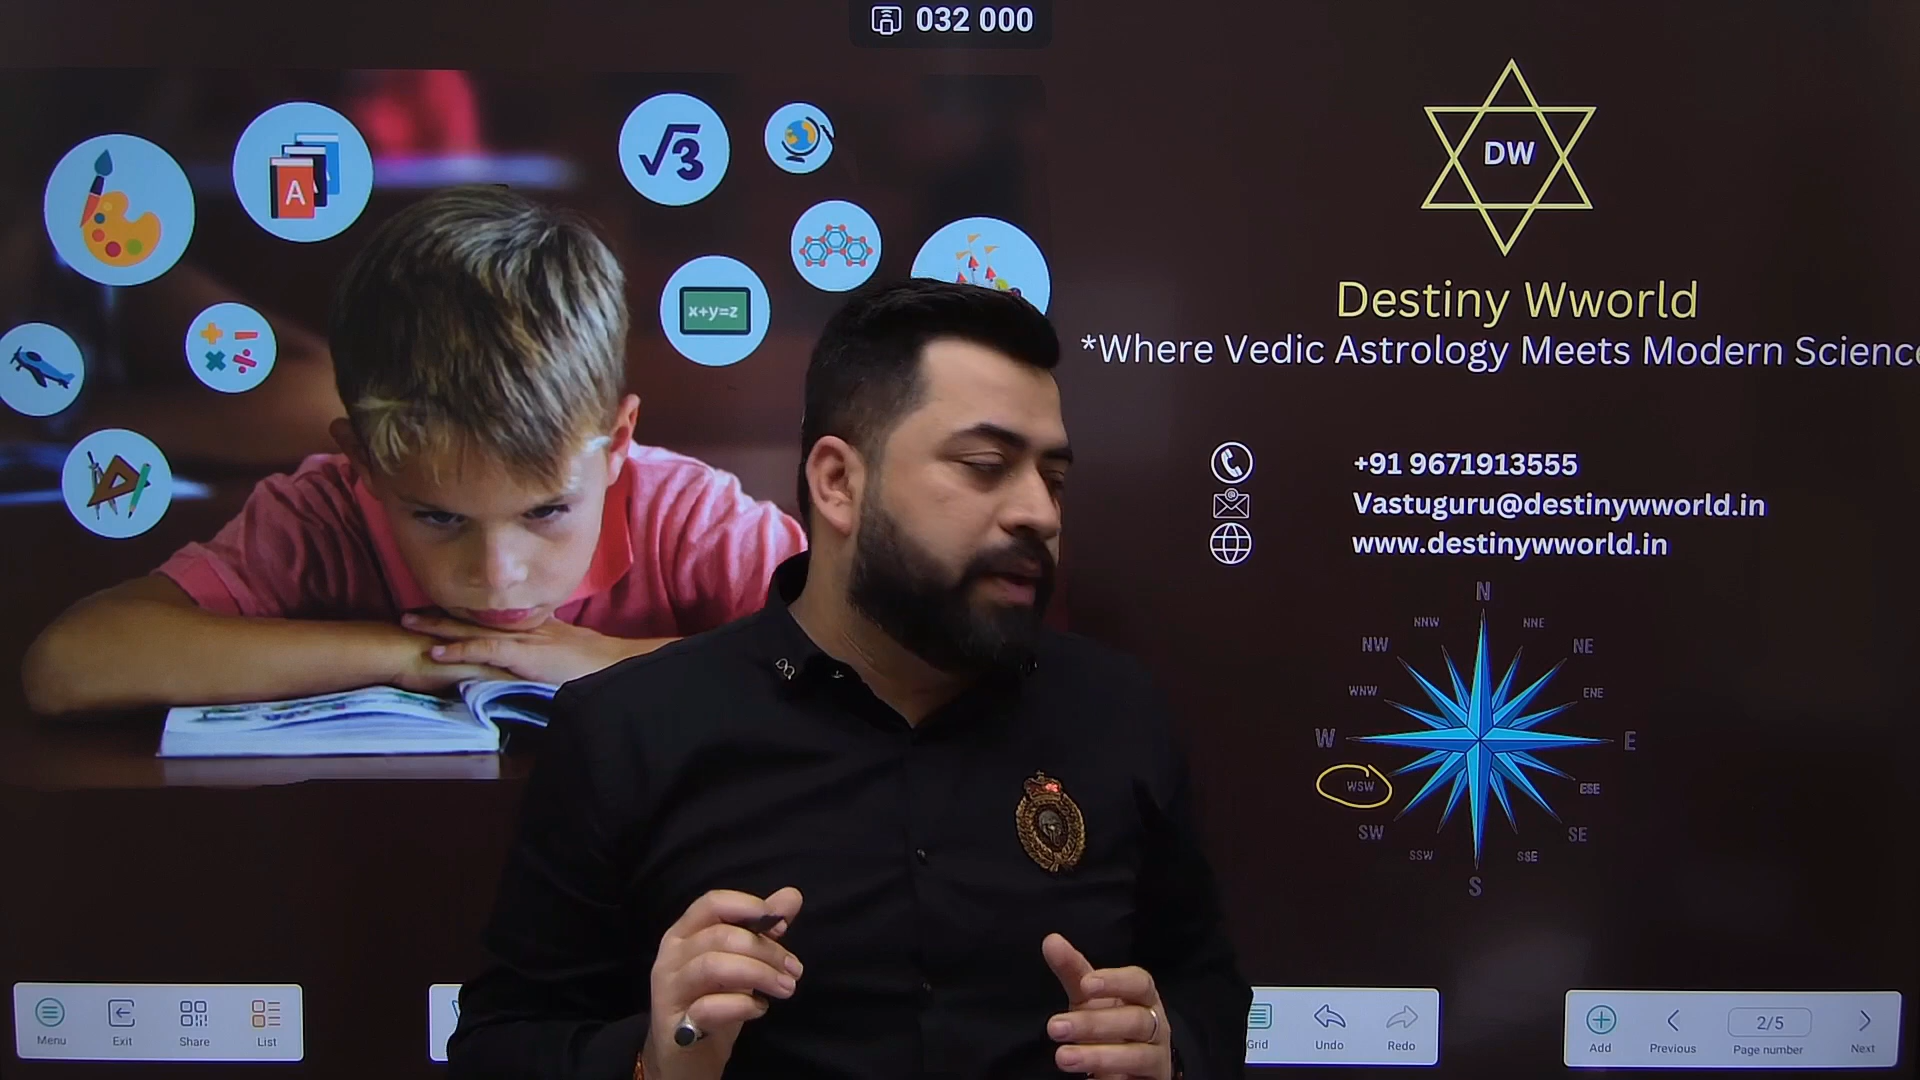 032 000
A
√3
x+y=z
DW
Destiny Wworld
*Where Vedic Astrology Meets Modern Science
+91 9671913555
Vastuguru@destinywworld.in
www.destinywworld.in
N
NNW
NNE
NW
NE
WNW
ENE
W
E
WSW
ESE
SW
SE
SSW
SSE
S
Menu
Exit
Share
List
Grid
Undo
Redo
Add
Previous
2/5
Page number
Next